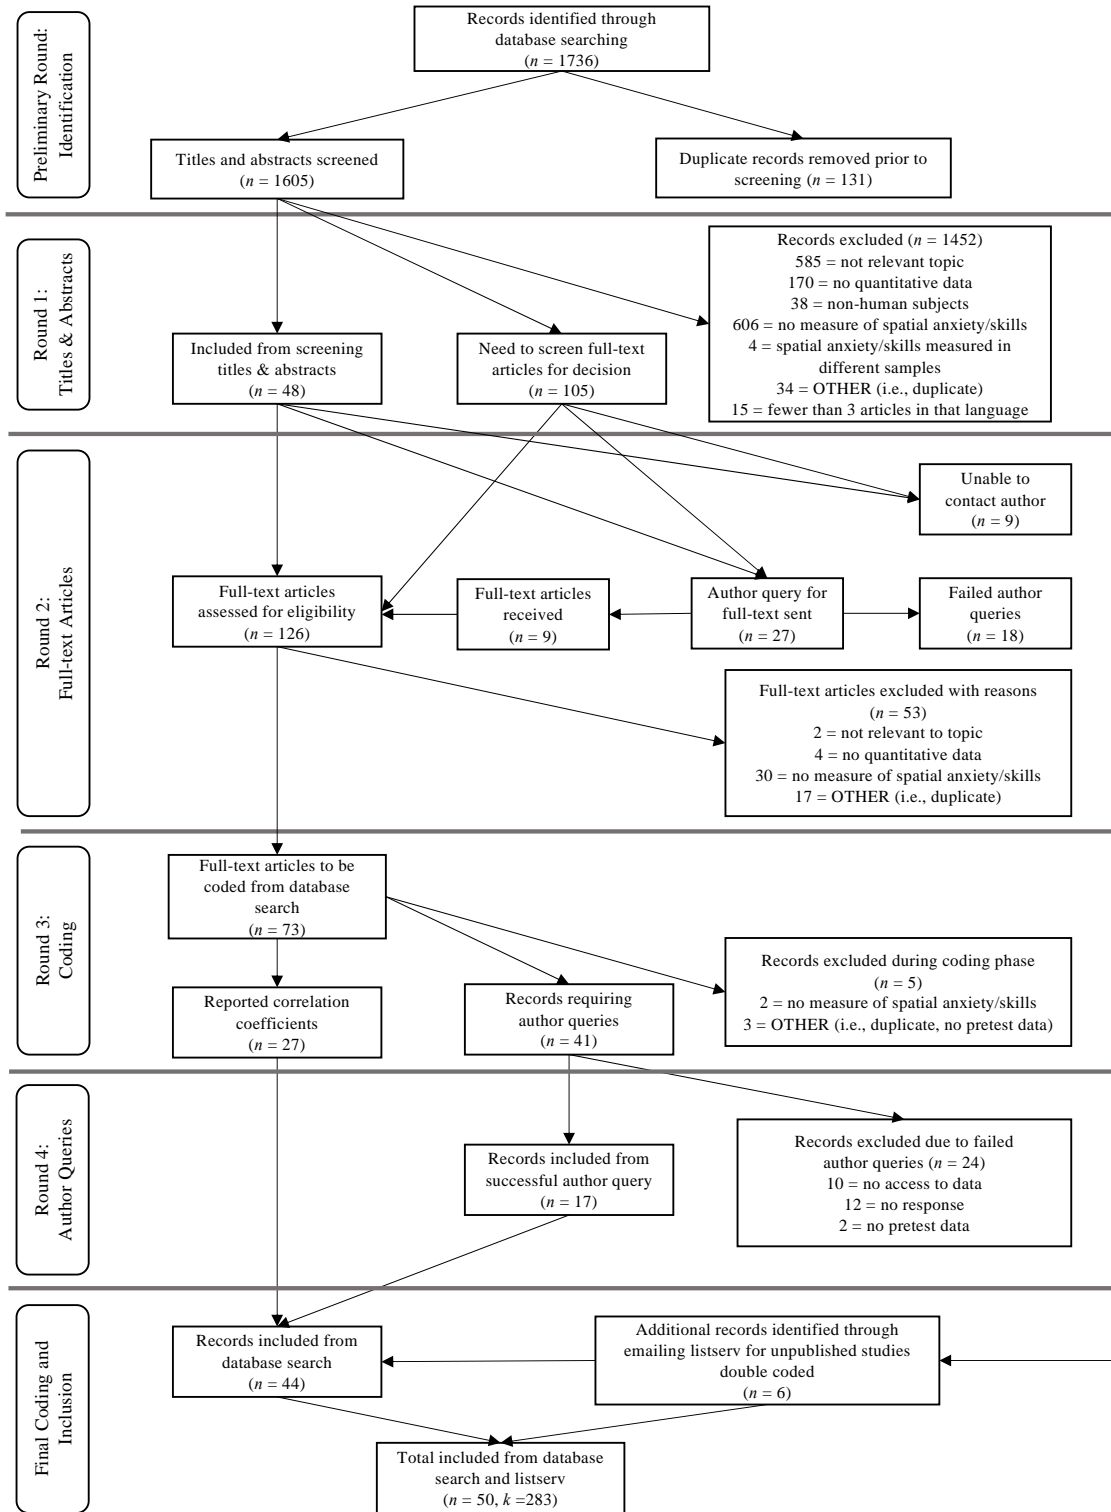 Preliminary Round:
Identification
Records identified through
database searching
(n = 1736)
Titles and abstracts screened
(n = 1605)
Duplicate records removed prior to
screening (n = 131)
Round 1:
Titles & Abstracts
Records excluded (n = 1452)
585 = not relevant topic
170 = no quantitative data
38 = non-human subjects
606 = no measure of spatial anxiety/skills
4 = spatial anxiety/skills measured in
different samples
34 = OTHER (i.e., duplicate)
15 = fewer than 3 articles in that language
Included from screening
titles & abstracts
(n = 48)
Need to screen full-text
articles for decision
(n = 105)
Round 2:
Full-text Articles
Unable to
contact author
(n = 9)
Full-text articles
assessed for eligibility
(n = 126)
Full-text articles
received
(n = 9)
Author query for
full-text sent
(n = 27)
Failed author
queries
(n = 18)
Full-text articles excluded with reasons
(n = 53)
2 = not relevant to topic
4 = no quantitative data
30 = no measure of spatial anxiety/skills
17 = OTHER (i.e., duplicate)
Round 3:
Coding
Full-text articles to be
coded from database
search
(n = 73)
Records excluded during coding phase
(n = 5)
2 = no measure of spatial anxiety/skills
3 = OTHER (i.e., duplicate, no pretest data)
Reported correlation
coefficients
(n = 27)
Records requiring
author queries
(n = 41)
Round 4:
Author Queries
Records included from
successful author query
(n = 17)
Records excluded due to failed
author queries (n = 24)
10 = no access to data
12 = no response
2 = no pretest data
Final Coding and
Inclusion
Records included from
database search
(n = 44)
Additional records identified through
emailing listserv for unpublished studies
double coded
(n = 6)
Total included from database
search and listserv
(n = 50, k =283)